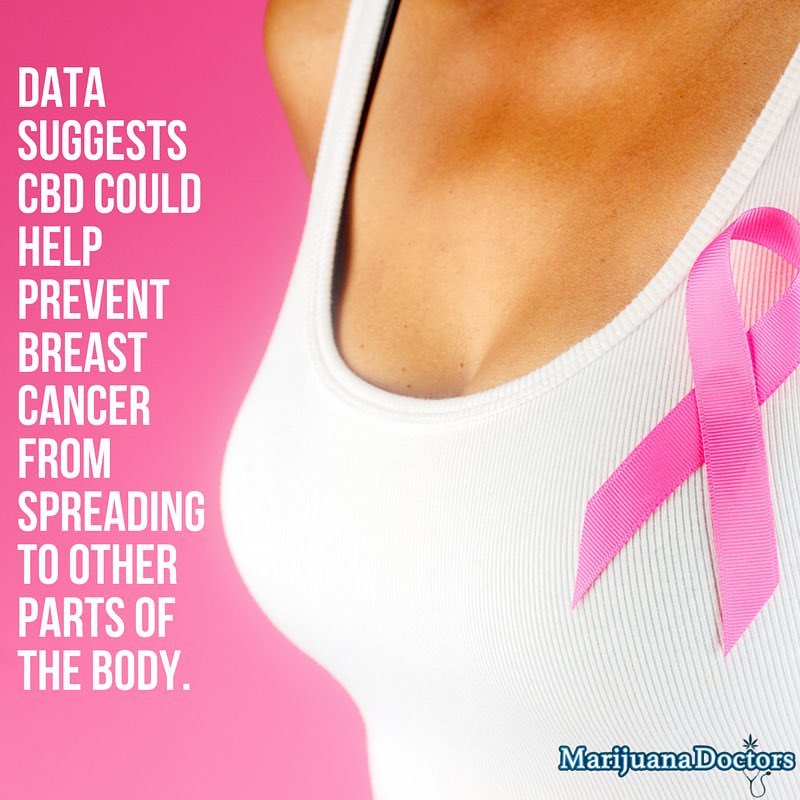 DATA
SUGGESTS
CBD COULD
HELP
PREVENT
BREAST
CANCER
FROM
SPREADING
TO OTHER
PARTS OF
THE BODY.
MarijuanaDoctors